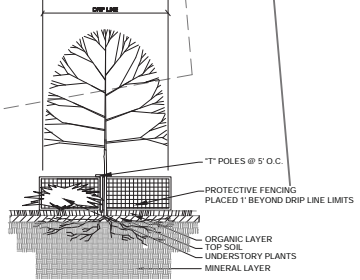 DRIP LINE
"T" POLES @ 5' O.C.
PROTECTIVE FENCING
PLACED 1' BEYOND DRIP LINE LIMITS
ORGANIC LAYER
TOP SOIL
UNDERSTORY PLANTS
MINERAL LAYER